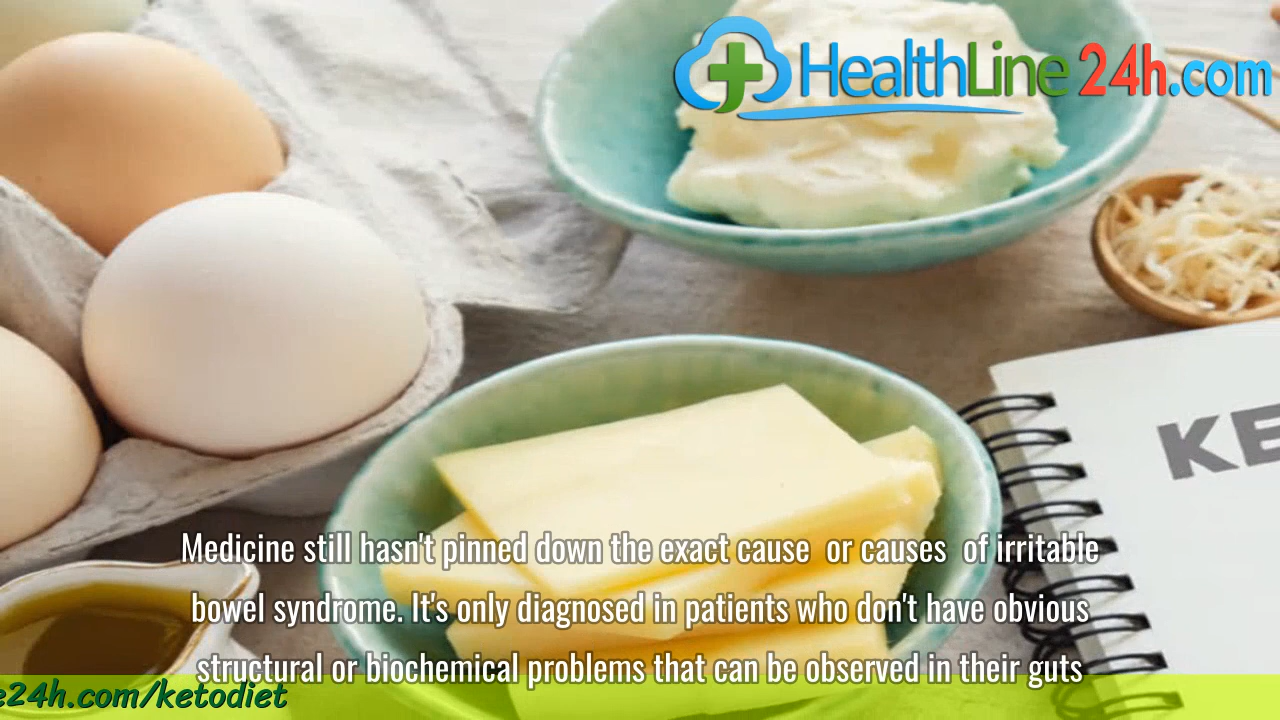 HealthLine 24h.com
KE
Medicine still hasn't pinned down the exact cause  or causes  of irritable
bowel syndrome. It's only diagnosed in patients who don't have obvious
structural or biochemical problems that can be observed in their guts
e24h.com/ketodiet